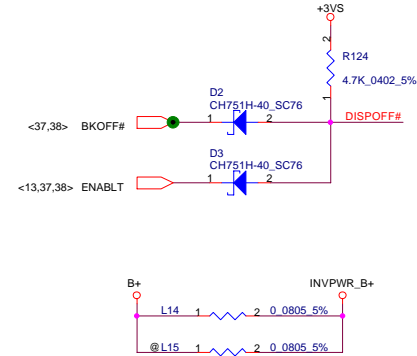 +3VS
2
R124
4.7K_0402_5%
1
D2
CH751H-40_SC76
<37,38> BKOFF# 1 2 DISPOFF#
D3
CH751H-40_SC76
<13,37,38> ENABLT 1 2
B+ INVPWR_B+
L14 1 2 0_0805_5%
@L15 1 2 0_0805_5%